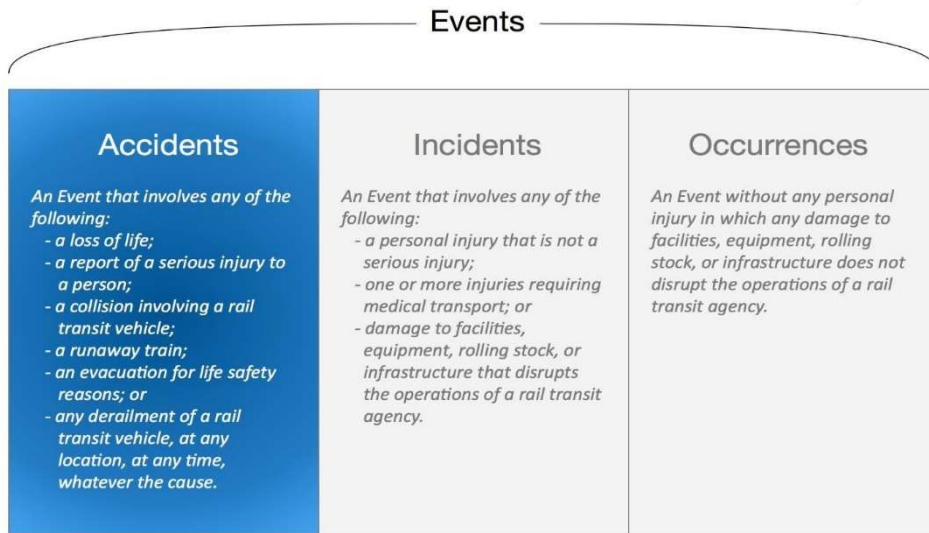 Events
Accidents
An Event that involves any of the
following:
- a loss of life;
- a report of a serious injury to
a person;
- a collision involving a rail
transit vehicle;
- a runaway train;
- an evacuation for life safety
reasons; or
- any derailment of a rail
transit vehicle, at any
location, at any time,
whatever the cause.
Incidents
An Event that involves any of the
following:
- a personal injury that is not a
serious injury;
- one or more injuries requiring
medical transport; or
- damage to facilities,
equipment, rolling stock, or
infrastructure that disrupts
the operations of a rail transit
agency.
Occurrences
An Event without any personal
injury in which any damage to
facilities, equipment, rolling
stock, or infrastructure does not
disrupt the operations of a rail
transit agency.